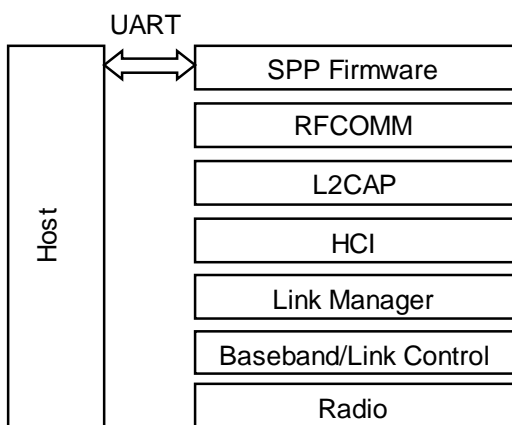 UART
SPP Firmware
RFCOMM
L2CAP
HCI
Host
Link Manager
Baseband/Link Control
Radio